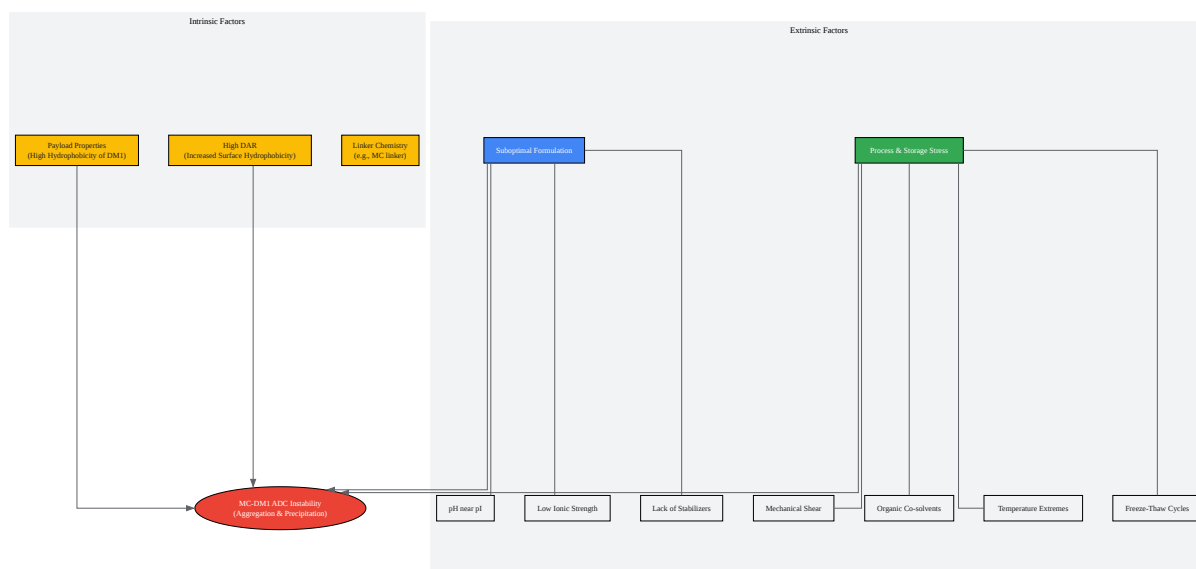 Intrinsic Factors
Extrinsic Factors
Payload Properties
(High Hydrophobicity of DM1)
High DAR
(Increased Surface Hydrophobicity)
Linker Chemistry
(e.g., MC linker)
Suboptimal Formulation
Process & Storage Stress
MC-DM1 ADC Instability
(Aggregation & Precipitation)
pH near pI
Low Ionic Strength
Lack of Stabilizers
Mechanical Shear
Organic Co-solvents
Temperature Extremes
Freeze-Thaw Cycles